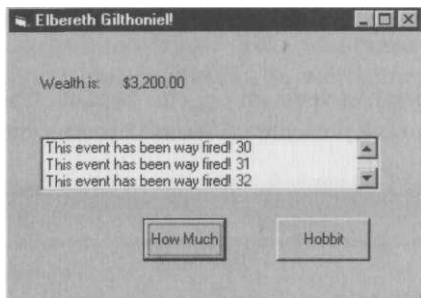 Elbereth Gilthoniel!
Wealth is: $3,200.00
This event has been way fired! 30
This event has been way fired! 31
This event has been way fired! 32
How Much Hobbit